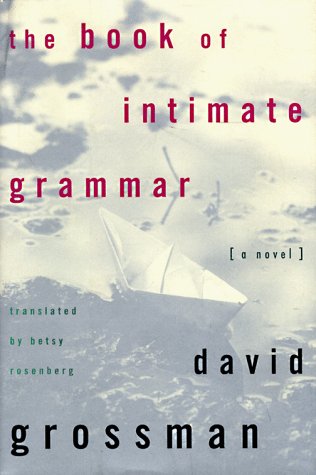 the book of
intimate
grammar
[a novel]
translated
by betsy
rosenberg
david
grossman